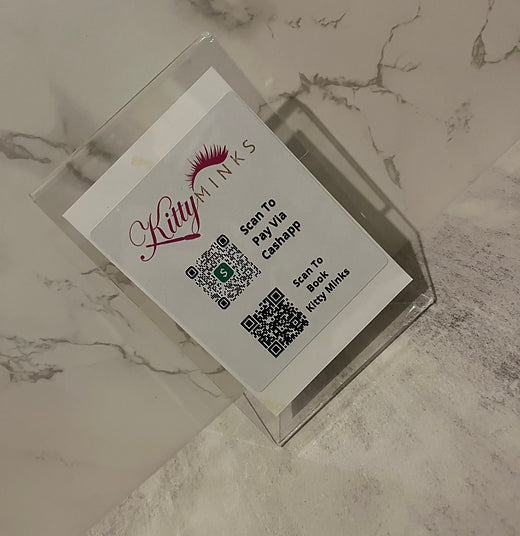 Kitty MINKS
Scan To
Pay Via
Cashapp
$
Scan To
Book
Kitty Minks